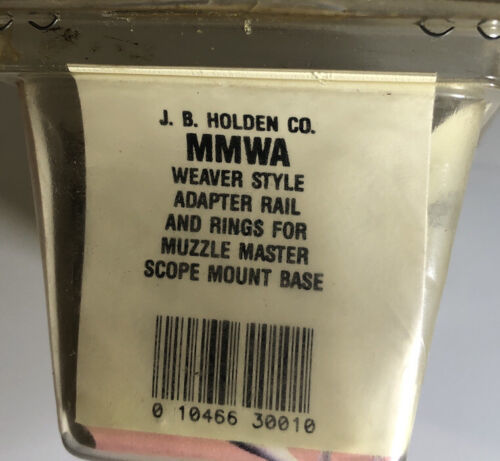 J. B. HOLDEN CO.
MMWA
WEAVER STYLE
ADAPTER RAIL
AND RINGS FOR
MUZZLE MASTER
SCOPE MOUNT BASE
0 10466 30010